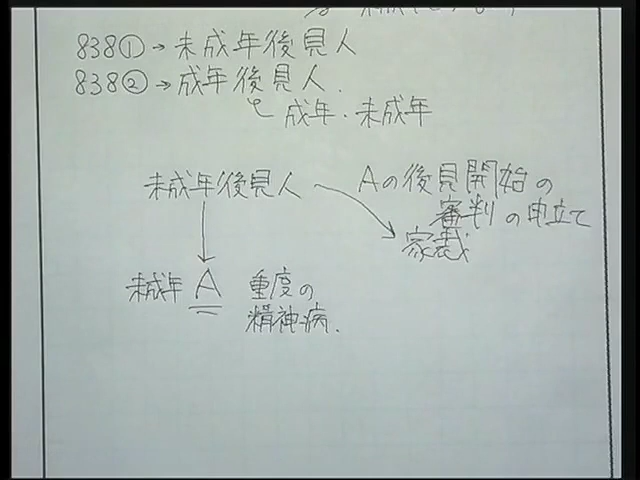 838① → 未成年後見人
838② → 成年後見人.
成年・未成年
未成年後見人
Aの後見開始の
審判の申立て
家裁
未成年 A
重度の
精神病.